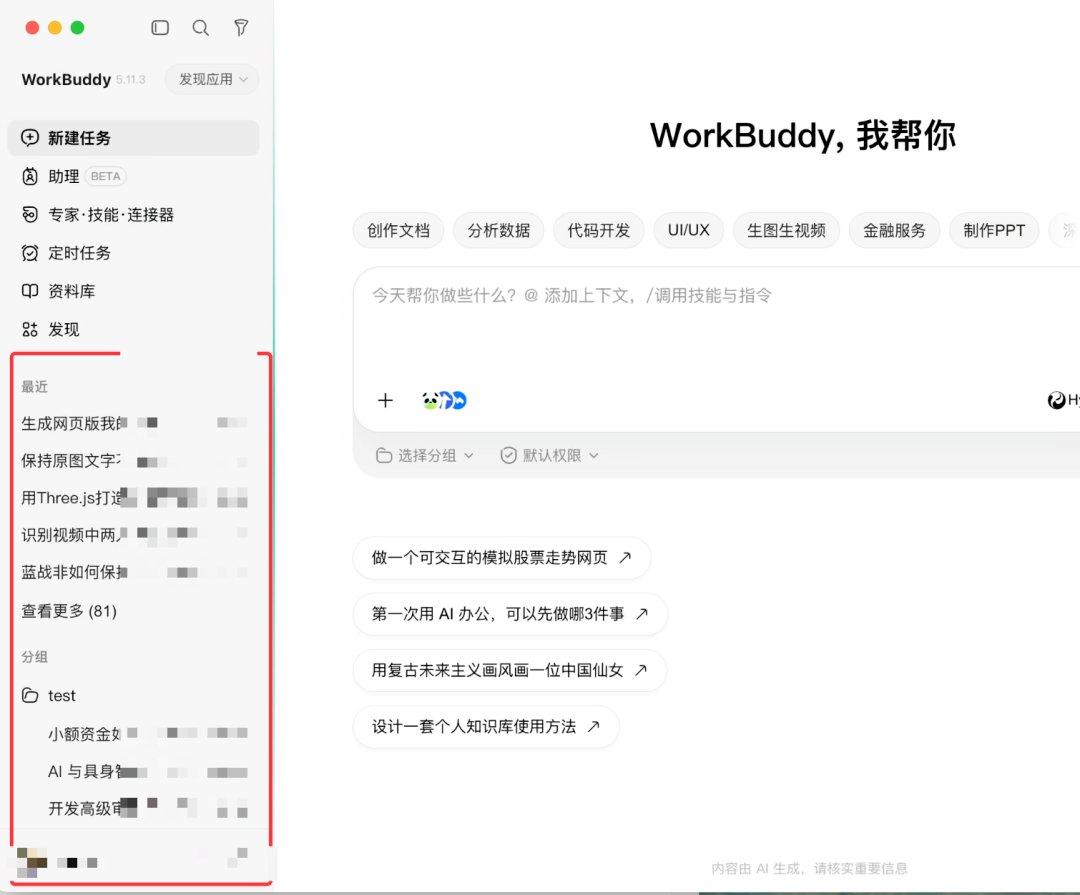 WorkBuddy 5.11.3 发现应用
新建任务
助理 BETA
专家·技能·连接器
定时任务
资料库
发现
最近
生成网页版我的
保持原图文字
用Three.js打造
识别视频中两
蓝战非如何保
查看更多 (81)
分组
test
小额资金如
AI 与具身
开发高级审
WorkBuddy, 我帮你
创作文档 分析数据 代码开发 UI/UX 生图生视频 金融服务 制作PPT 深
今天帮你做些什么？@ 添加上下文，/调用技能与指令
Hy
选择分组 默认权限
做一个可交互的模拟股票走势网页 ↗
第一次用 AI 办公，可以先做哪3件事 ↗
用复古未来主义画风画一位中国仙女 ↗
设计一套个人知识库使用方法 ↗
内容由 AI 生成，请核实重要信息